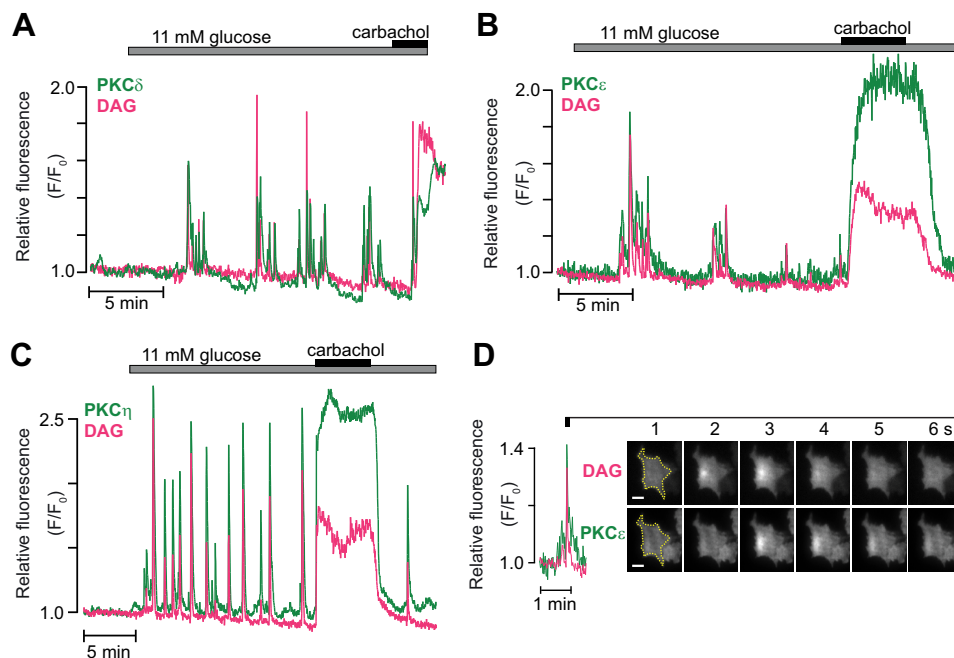 A
11 mM glucose
carbachol
PKCδ
DAG
2.0
1.0
Relative fluorescence
(F/F0)
5 min
B
11 mM glucose
carbachol
PKCε
DAG
2.0
1.0
Relative fluorescence
(F/F0)
5 min
C
11 mM glucose
carbachol
PKCη
DAG
2.5
1.0
Relative fluorescence
(F/F0)
5 min
D
1 2 3 4 5 6 s
1.4
1.0
Relative fluorescence
(F/F0)
DAG
PKCε
1 min